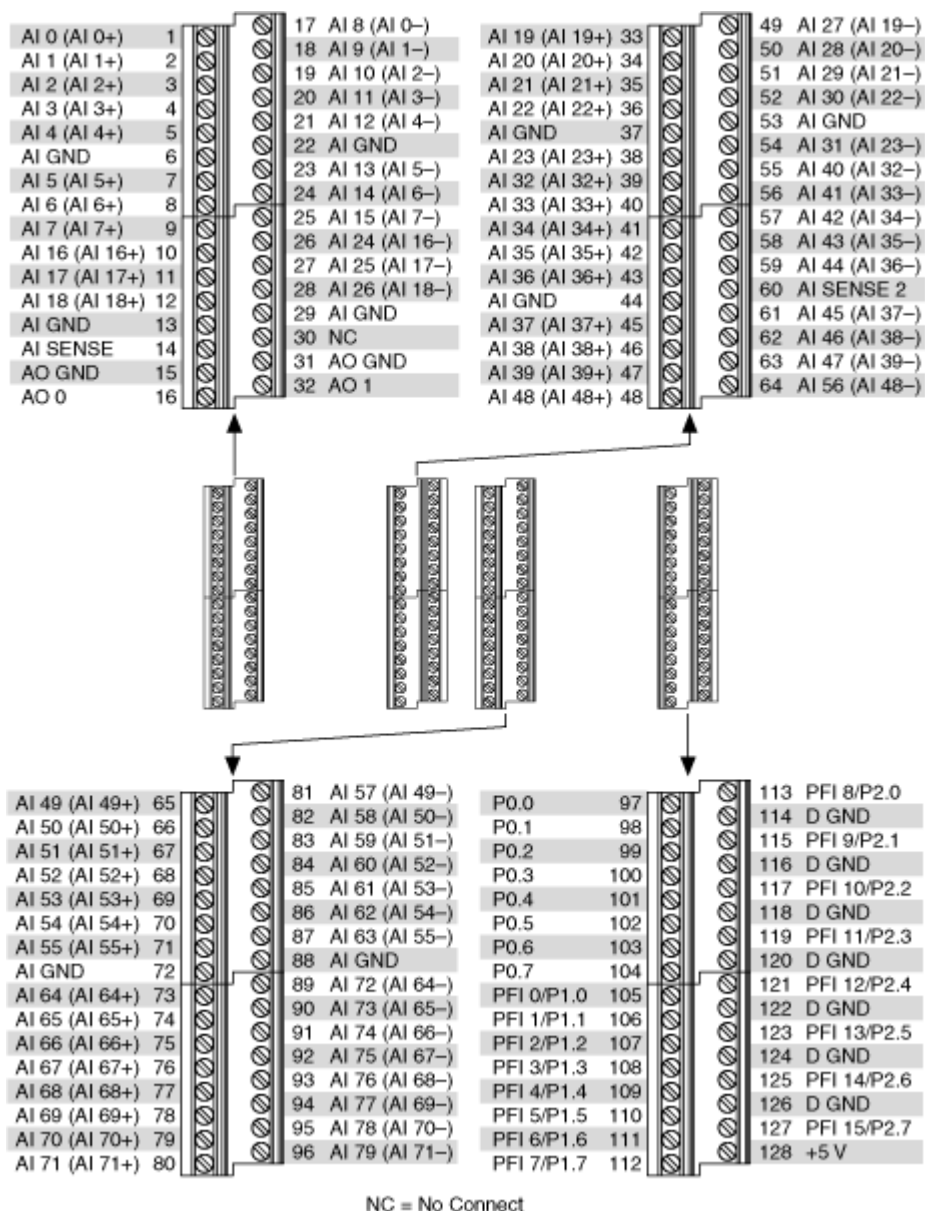 AI 0 (AI 0+) 1
AI 1 (AI 1+) 2
AI 2 (AI 2+) 3
AI 3 (AI 3+) 4
AI 4 (AI 4+) 5
AI GND 6
AI 5 (AI 5+) 7
AI 6 (AI 6+) 8
AI 7 (AI 7+) 9
AI 16 (AI 16+) 10
AI 17 (AI 17+) 11
AI 18 (AI 18+) 12
AI GND 13
AI SENSE 14
AO GND 15
AO 0 16
17 AI 8 (AI 0–)
18 AI 9 (AI 1–)
19 AI 10 (AI 2–)
20 AI 11 (AI 3–)
21 AI 12 (AI 4–)
22 AI GND
23 AI 13 (AI 5–)
24 AI 14 (AI 6–)
25 AI 15 (AI 7–)
26 AI 24 (AI 16–)
27 AI 25 (AI 17–)
28 AI 26 (AI 18–)
29 AI GND
30 NC
31 AO GND
32 AO 1
AI 19 (AI 19+) 33
AI 20 (AI 20+) 34
AI 21 (AI 21+) 35
AI 22 (AI 22+) 36
AI GND 37
AI 23 (AI 23+) 38
AI 32 (AI 32+) 39
AI 33 (AI 33+) 40
AI 34 (AI 34+) 41
AI 35 (AI 35+) 42
AI 36 (AI 36+) 43
AI GND 44
AI 37 (AI 37+) 45
AI 38 (AI 38+) 46
AI 39 (AI 39+) 47
AI 48 (AI 48+) 48
49 AI 27 (AI 19–)
50 AI 28 (AI 20–)
51 AI 29 (AI 21–)
52 AI 30 (AI 22–)
53 AI GND
54 AI 31 (AI 23–)
55 AI 40 (AI 32–)
56 AI 41 (AI 33–)
57 AI 42 (AI 34–)
58 AI 43 (AI 35–)
59 AI 44 (AI 36–)
60 AI SENSE 2
61 AI 45 (AI 37–)
62 AI 46 (AI 38–)
63 AI 47 (AI 39–)
64 AI 56 (AI 48–)
AI 49 (AI 49+) 65
AI 50 (AI 50+) 66
AI 51 (AI 51+) 67
AI 52 (AI 52+) 68
AI 53 (AI 53+) 69
AI 54 (AI 54+) 70
AI 55 (AI 55+) 71
AI GND 72
AI 64 (AI 64+) 73
AI 65 (AI 65+) 74
AI 66 (AI 66+) 75
AI 67 (AI 67+) 76
AI 68 (AI 68+) 77
AI 69 (AI 69+) 78
AI 70 (AI 70+) 79
AI 71 (AI 71+) 80
81 AI 57 (AI 49–)
82 AI 58 (AI 50–)
83 AI 59 (AI 51–)
84 AI 60 (AI 52–)
85 AI 61 (AI 53–)
86 AI 62 (AI 54–)
87 AI 63 (AI 55–)
88 AI GND
89 AI 72 (AI 64–)
90 AI 73 (AI 65–)
91 AI 74 (AI 66–)
92 AI 75 (AI 67–)
93 AI 76 (AI 68–)
94 AI 77 (AI 69–)
95 AI 78 (AI 70–)
96 AI 79 (AI 71–)
P0.0 97
P0.1 98
P0.2 99
P0.3 100
P0.4 101
P0.5 102
P0.6 103
P0.7 104
PFI 0/P1.0 105
PFI 1/P1.1 106
PFI 2/P1.2 107
PFI 3/P1.3 108
PFI 4/P1.4 109
PFI 5/P1.5 110
PFI 6/P1.6 111
PFI 7/P1.7 112
113 PFI 8/P2.0
114 D GND
115 PFI 9/P2.1
116 D GND
117 PFI 10/P2.2
118 D GND
119 PFI 11/P2.3
120 D GND
121 PFI 12/P2.4
122 D GND
123 PFI 13/P2.5
124 D GND
125 PFI 14/P2.6
126 D GND
127 PFI 15/P2.7
128 +5 V
NC = No Connect